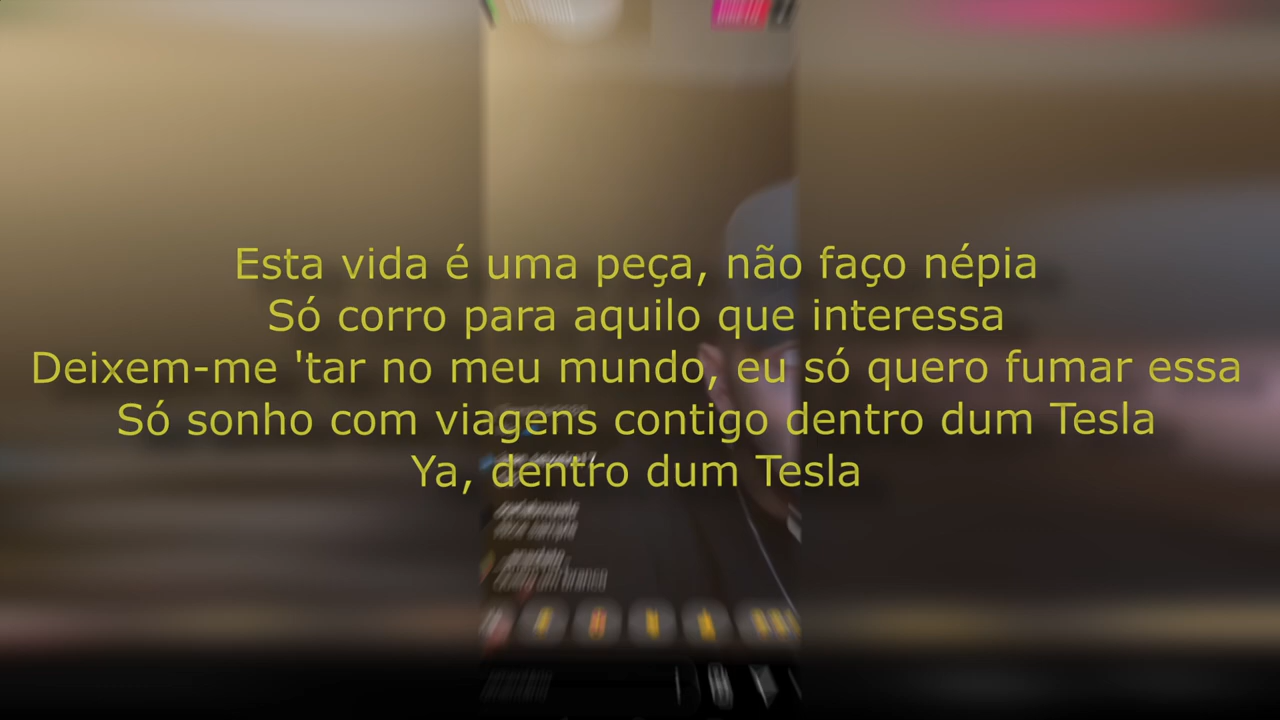 Esta vida é uma peça, não faço népia
Só corro para aquilo que interessa
Deixem-me 'tar no meu mundo, eu só quero fumar essa
Só sonho com viagens contigo dentro dum Tesla
Ya, dentro dum Tesla